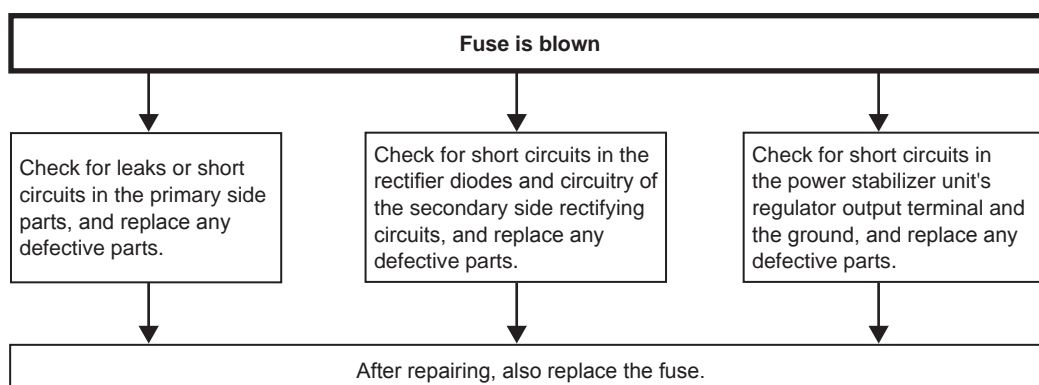 Fuse is blown
Check for leaks or short
circuits in the primary side
parts, and replace any
defective parts.
Check for short circuits in the
rectifier diodes and circuitry of
the secondary side rectifying
circuits, and replace any
defective parts.
Check for short circuits in
the power stabilizer unit's
regulator output terminal and
the ground, and replace any
defective parts.
After repairing, also replace the fuse.